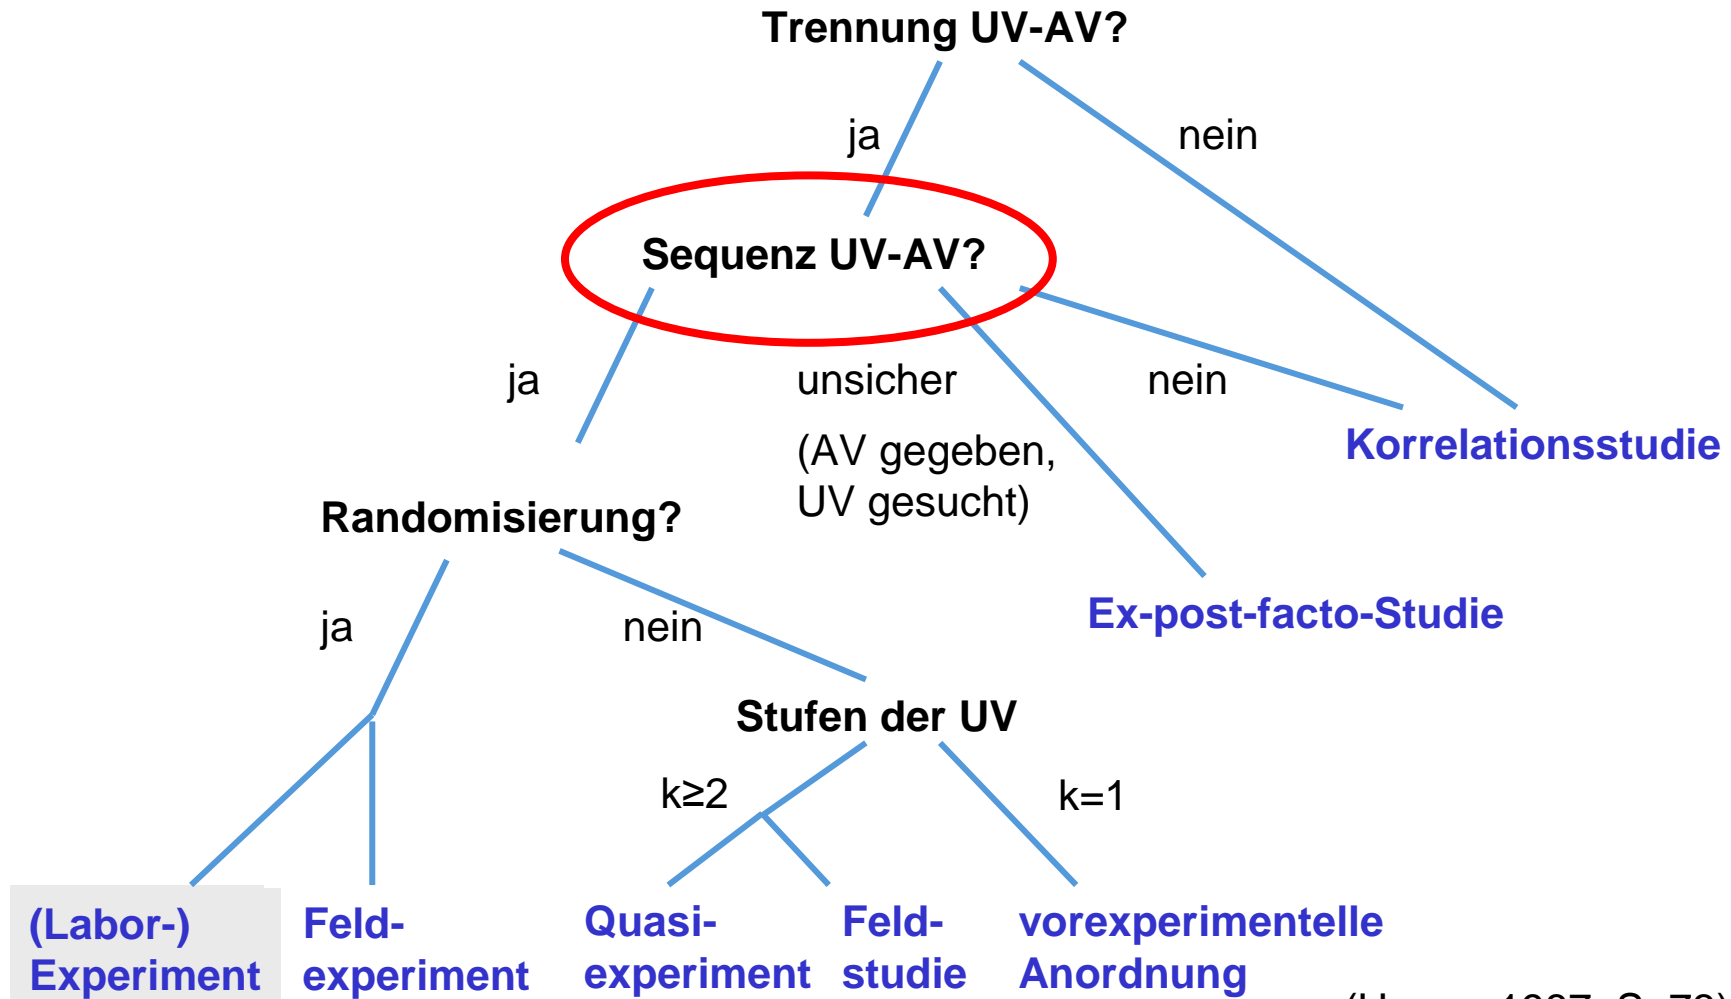 Trennung UV-AV?
ja
nein
Sequenz UV-AV?
ja
unsicher
nein
(AV gegeben,
UV gesucht)
Korrelationsstudie
Randomisierung?
Ex-post-facto-Studie
ja
nein
Stufen der UV
k≥2
k=1
(Labor-)
Experiment
Feld-
experiment
Quasi-
experiment
Feld-
studie
vorexperimentelle
Anordnung